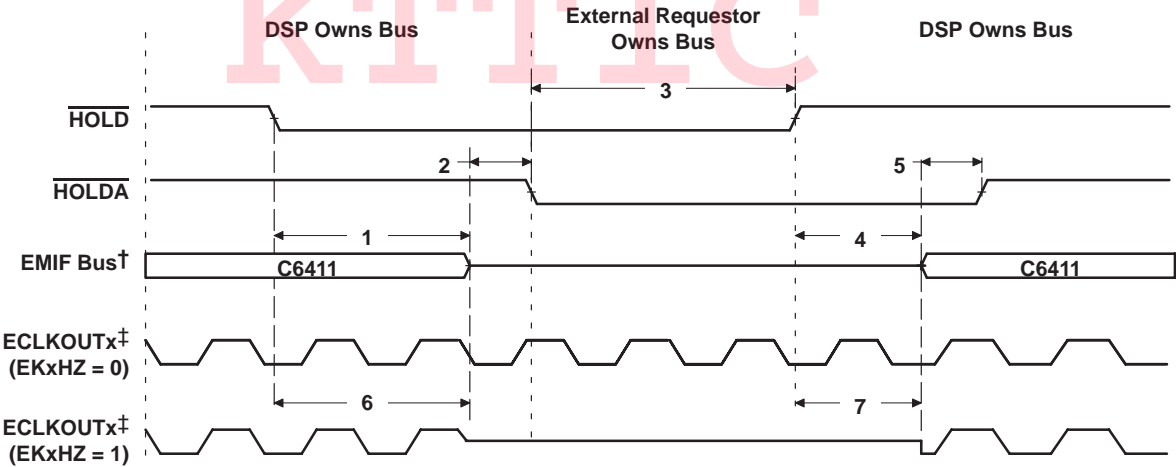 KTTIC
DSP Owns Bus
External Requestor
Owns Bus
DSP Owns Bus
3
HOLD
2
5
HOLDA
1
4
EMIF Bus†
C6411
C6411
ECLKOUTx‡
(EKxHZ = 0)
6
7
ECLKOUTx‡
(EKxHZ = 1)